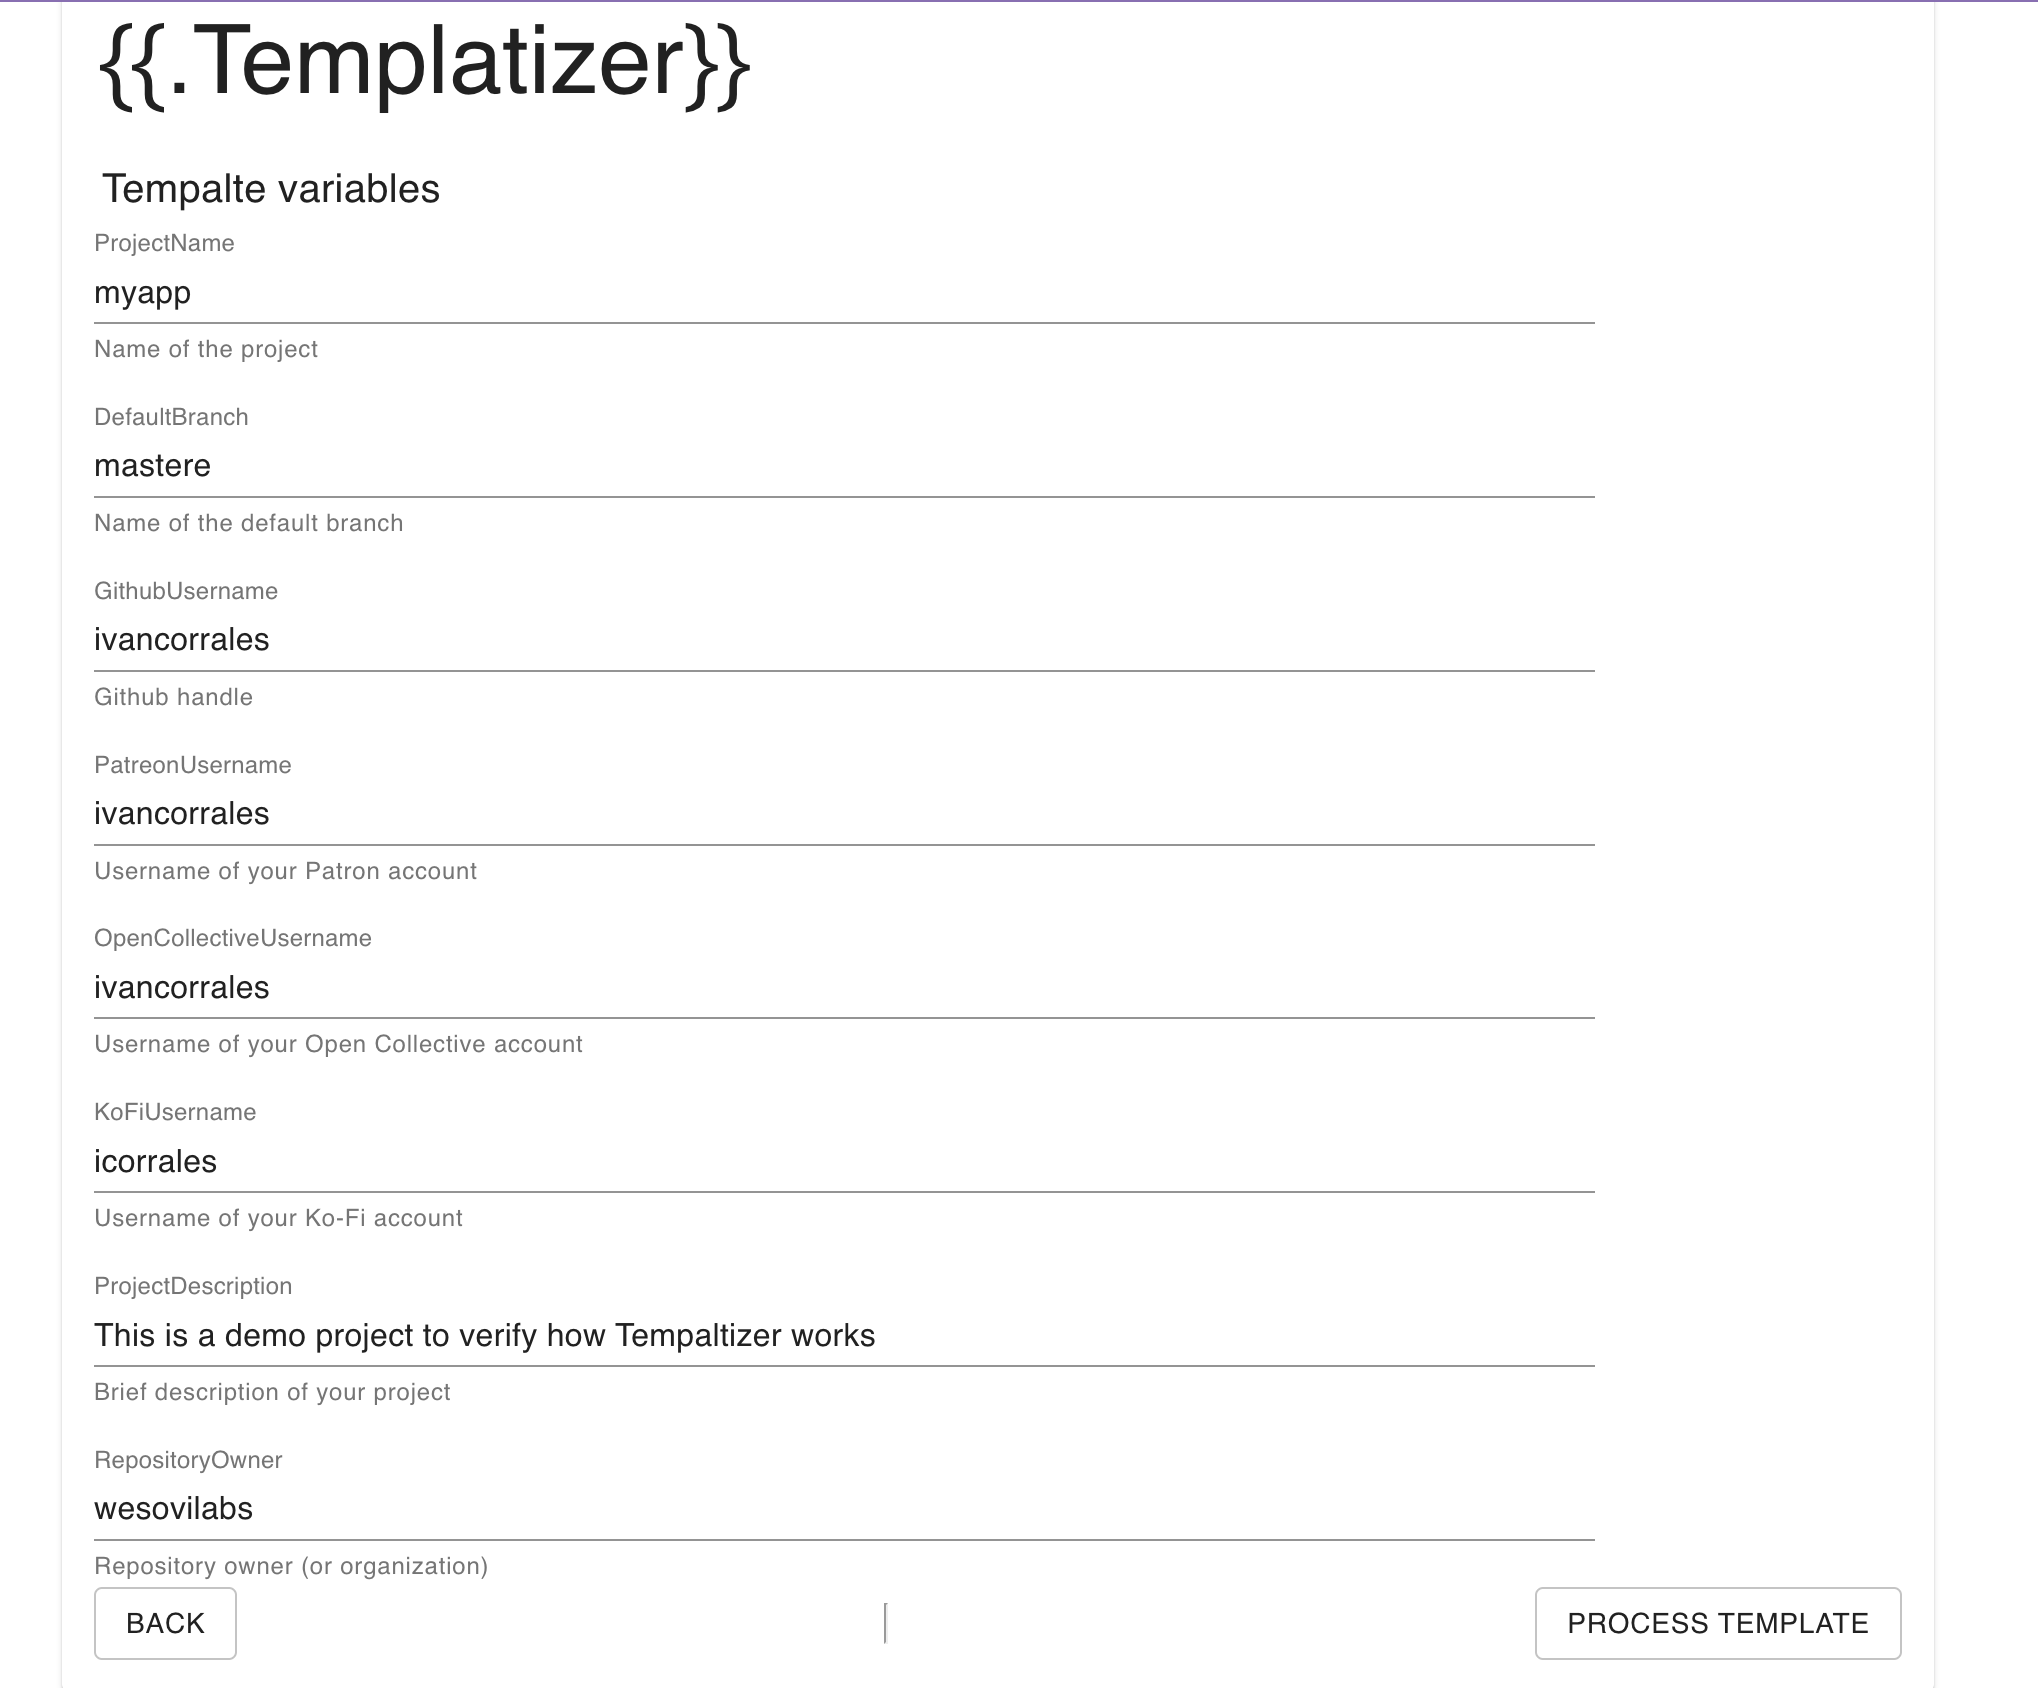 {{.Templatizer}}
Tempalte variables
ProjectName
myapp
Name of the project
DefaultBranch
mastere
Name of the default branch
GithubUsername
ivancorrales
Github handle
PatreonUsername
ivancorrales
Username of your Patron account
OpenCollectiveUsername
ivancorrales
Username of your Open Collective account
KoFiUsername
icorrales
Username of your Ko-Fi account
ProjectDescription
This is a demo project to verify how Tempaltizer works
Brief description of your project
RepositoryOwner
wesovilabs
Repository owner (or organization)
BACK
PROCESS TEMPLATE